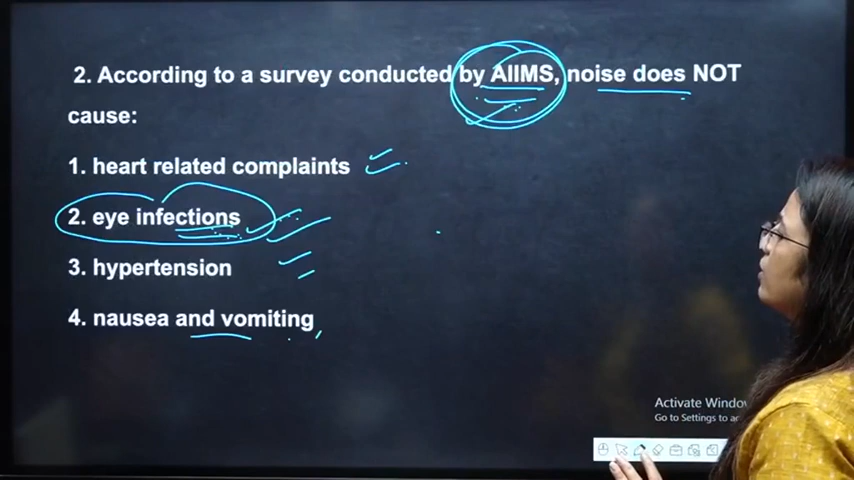 2. According to a survey conducted by AIIMS, noise does NOT
cause:
1. heart related complaints
2. eye infections
3. hypertension
4. nausea and vomiting
Activate Window
Go to Settings to ac